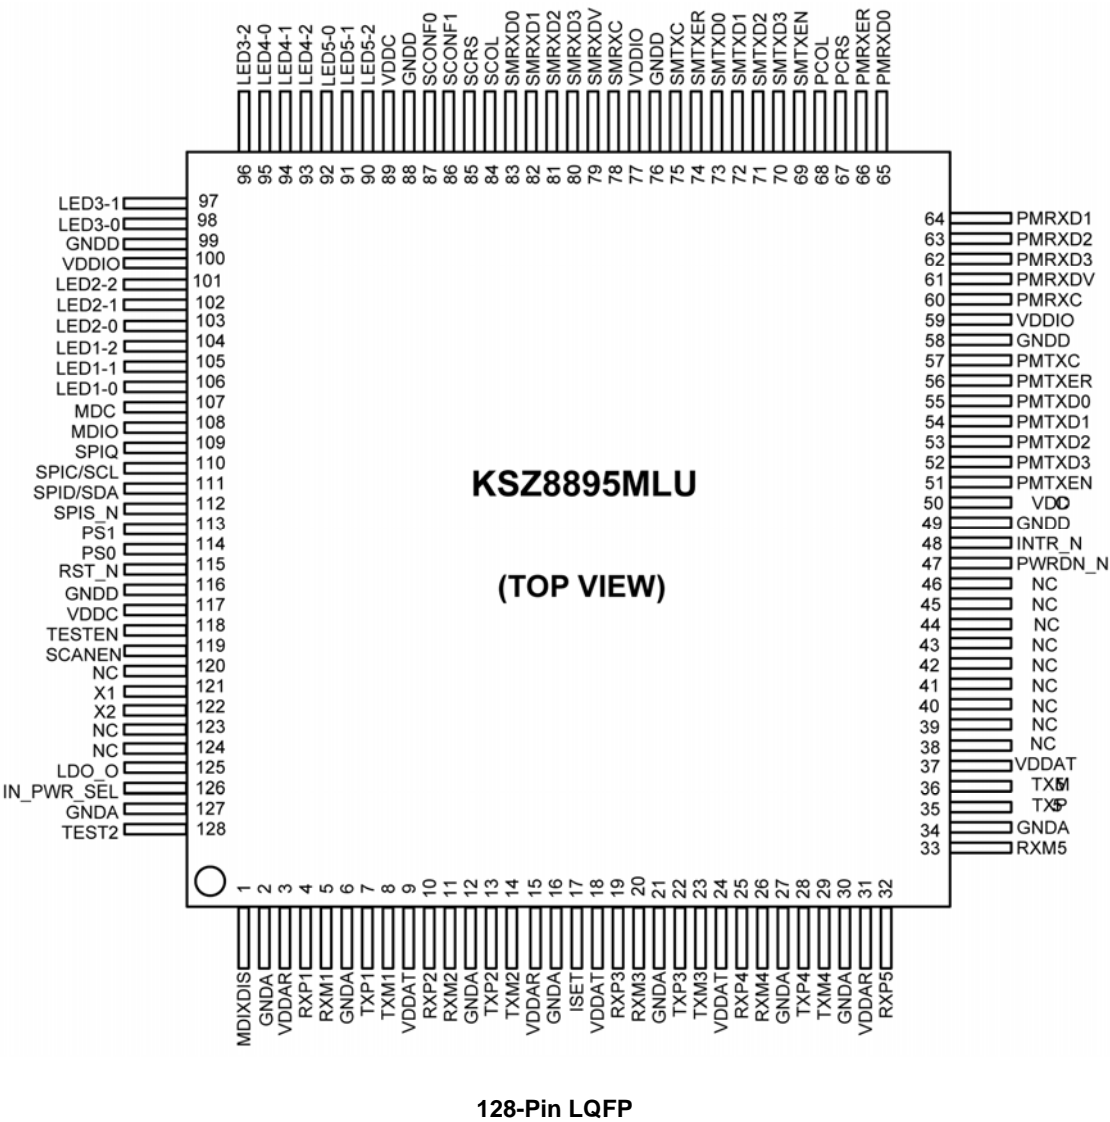 LED3-2 LED4-0 LED4-1 LED4-2 LED5-0 LED5-1 LED5-2 VDDC GNDD SCONF0 SCONF1 SCRS SCOL SMRXD0 SMRXD1 SMRXD2 SMRXD3 SMRXDV SMRXC VDDIO GNDD SMTXC SMTXER SMTXD0 SMTXD1 SMTXD2 SMTXD3 SMTXEN PCOL PCRS PMRXER PMRXD0
96 95 94 93 92 91 90 89 88 87 86 85 84 83 82 81 80 79 78 77 76 75 74 73 72 71 70 69 68 67 66 65
LED3-1 97
LED3-0 98
GNDD 99
VDDIO 100
LED2-2 101
LED2-1 102
LED2-0 103
LED1-2 104
LED1-1 105
LED1-0 106
MDC 107
MDIO 108
SPIQ 109
SPIC/SCL 110
SPID/SDA 111
SPIS_N 112
PS1 113
PS0 114
RST_N 115
GNDD 116
VDDC 117
TESTEN 118
SCANEN 119
NC 120
X1 121
X2 122
NC 123
NC 124
LDO_O 125
IN_PWR_SEL 126
GNDA 127
TEST2 128
KSZ8895MLU
(TOP VIEW)
64 PMRXD1
63 PMRXD2
62 PMRXD3
61 PMRXDV
60 PMRXC
59 VDDIO
58 GNDD
57 PMTXC
56 PMTXER
55 PMTXD0
54 PMTXD1
53 PMTXD2
52 PMTXD3
51 PMTXEN
50
49 GNDD
48 INTR_N
47 PWRDN_N
46 NC
45 NC
44 NC
43 NC
42 NC
41 NC
40 NC
39 NC
38 NC
37 VDDAT
36
35
34 GNDA
33 RXM5
1 2 3 4 5 6 7 8 9 10 11 12 13 14 15 16 17 18 19 20 21 22 23 24 25 26 27 28 29 30 31 32
MDIXDIS GNDA VDDAR RXP1 RXM1 GNDA TXP1 TXM1 VDDAT RXP2 RXM2 GNDA TXP2 TXM2 VDDAR GNDA ISET VDDAT RXP3 RXM3 GNDA TXP3 TXM3 VDDAT RXP4 RXM4 GNDA TXP4 TXM4 GNDA VDDAR RXP5
128-Pin LQFP